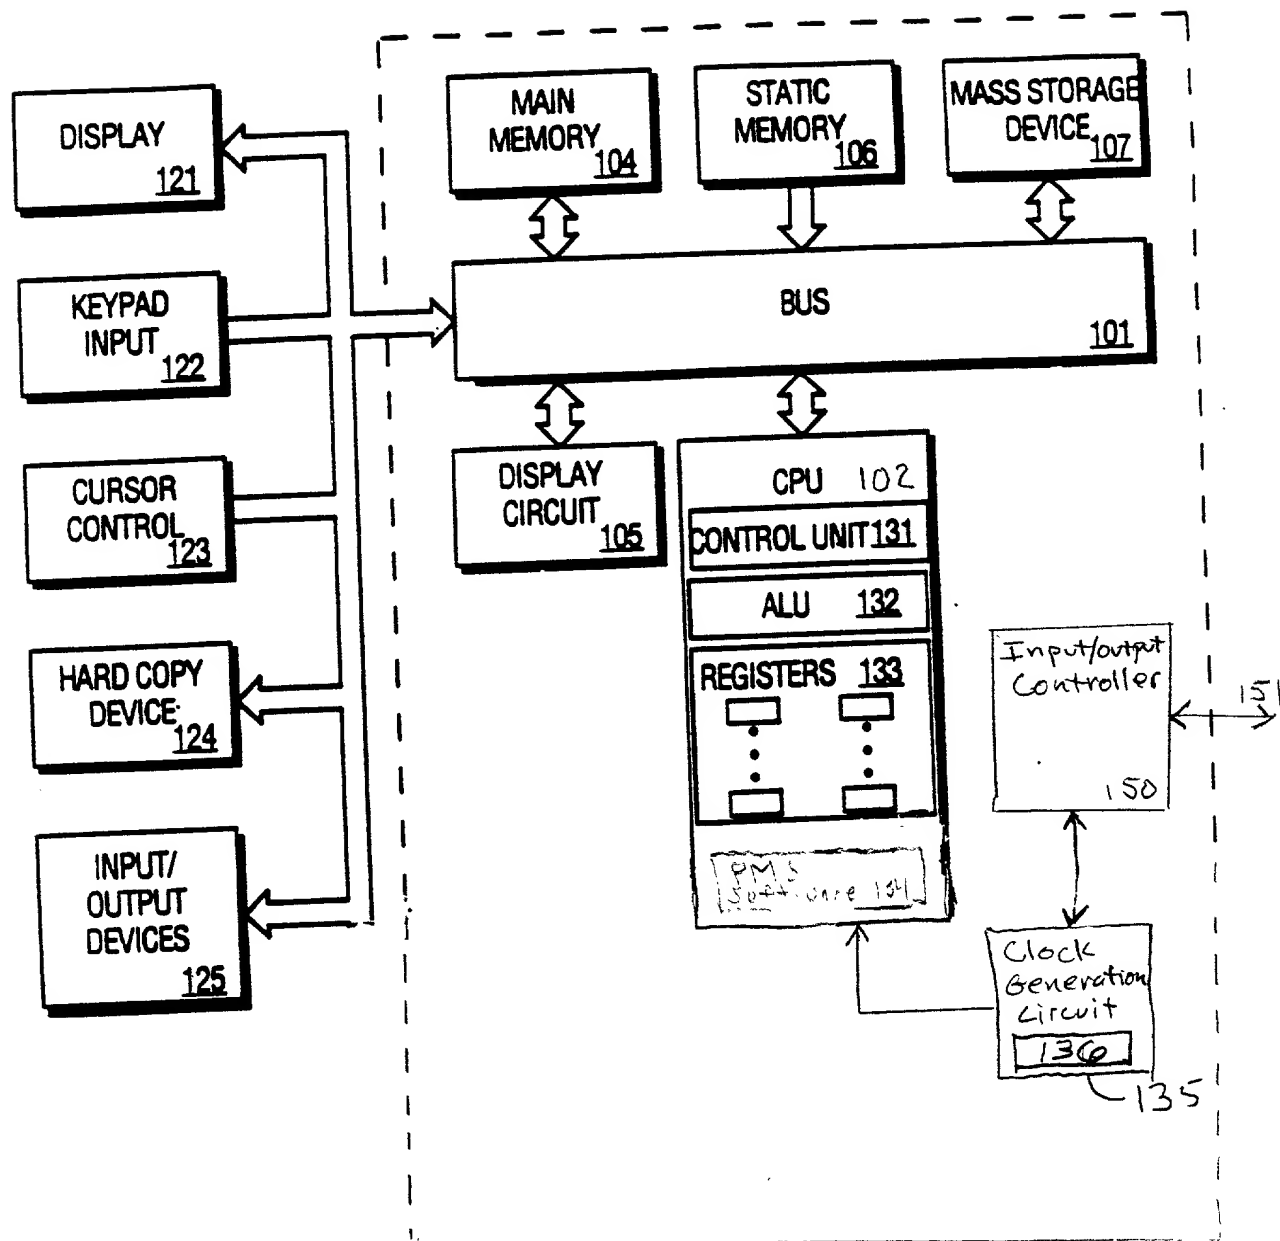 DISPLAY
121
KEYPAD
INPUT
122
CURSOR
CONTROL
123
HARD COPY
DEVICE
124
INPUT/
OUTPUT
DEVICES
125
MAIN
MEMORY
104
STATIC
MEMORY
106
MASS STORAGE
DEVICE
107
BUS
101
DISPLAY
CIRCUIT
105
CPU 102
CONTROL UNIT 131
ALU 132
REGISTERS 133
PMS
Software
Input/output
Controller
150
151
Clock
Generation
Circuit
136
135